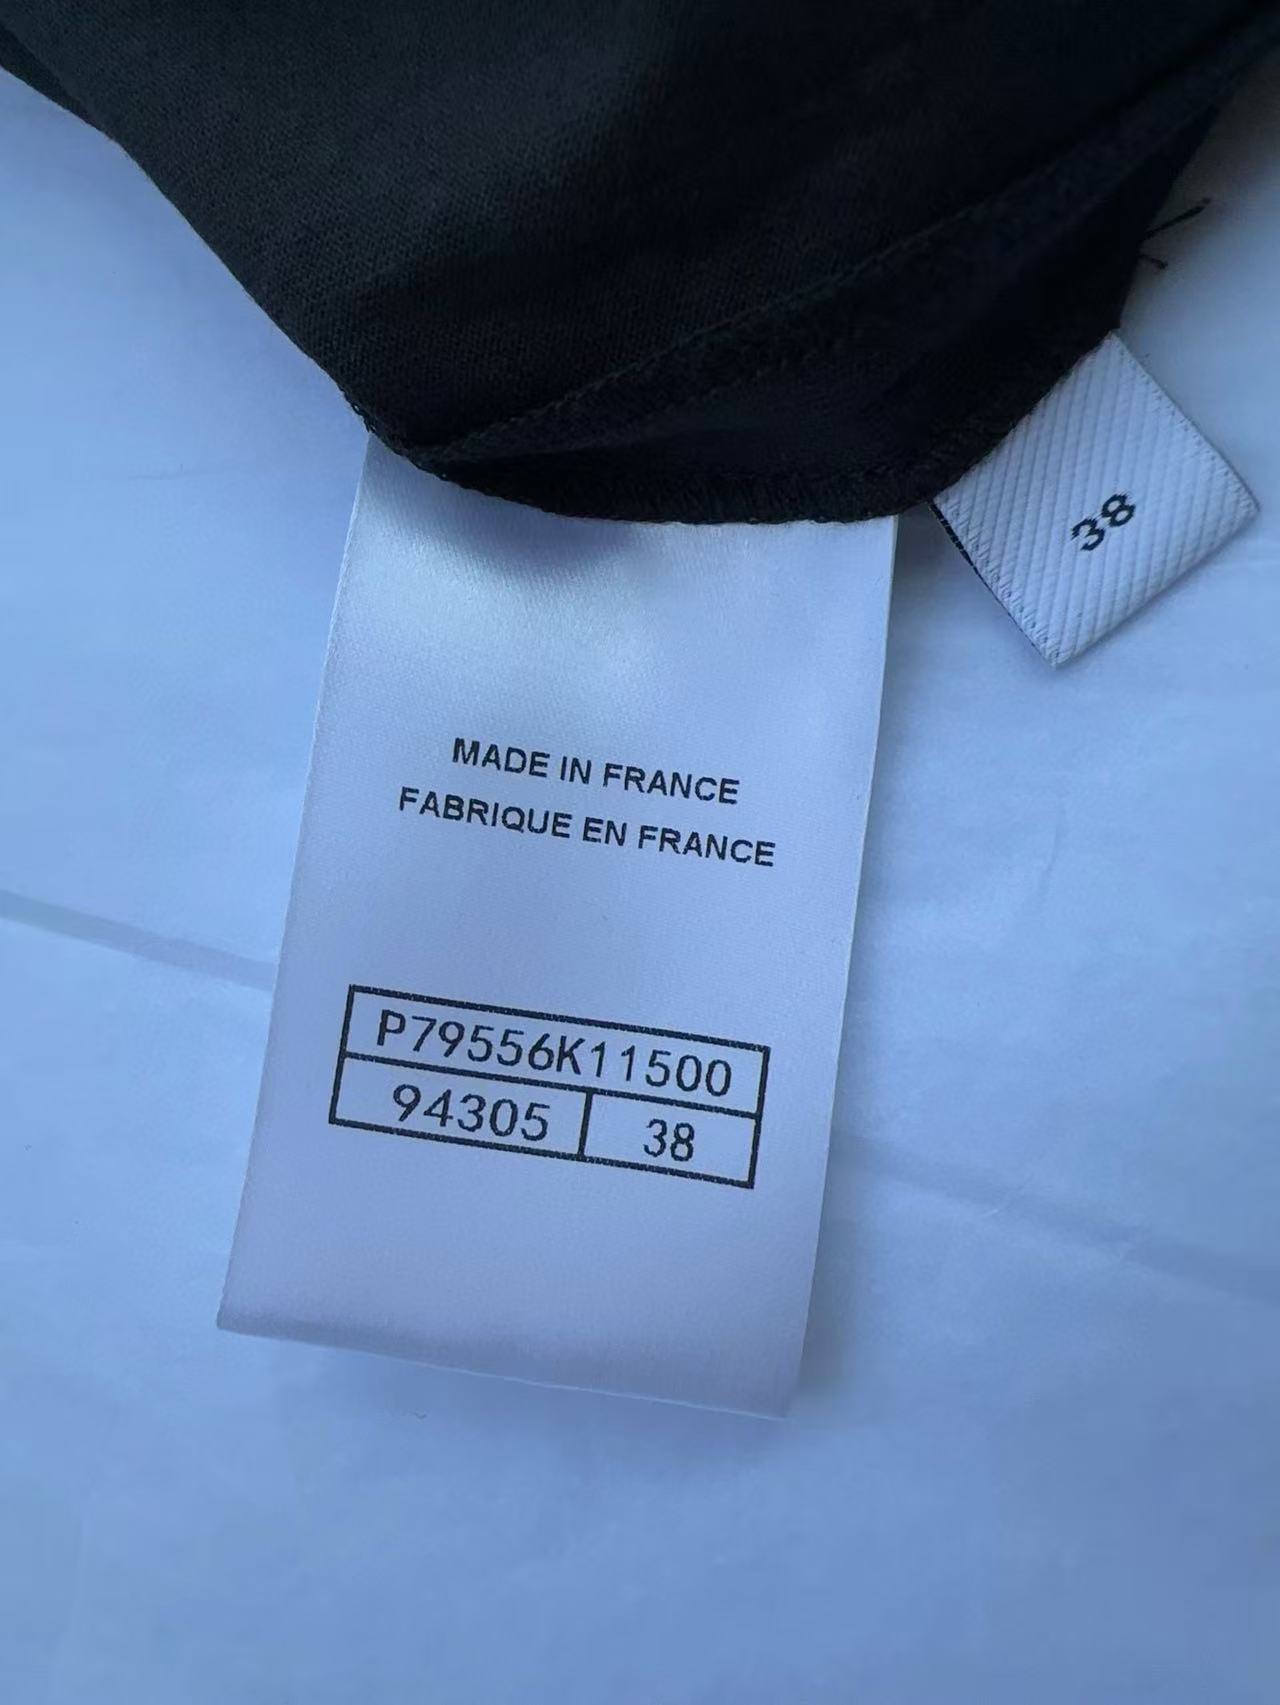 38
MADE IN FRANCE
FABRIQUE EN FRANCE
P79556K11500
94305 38